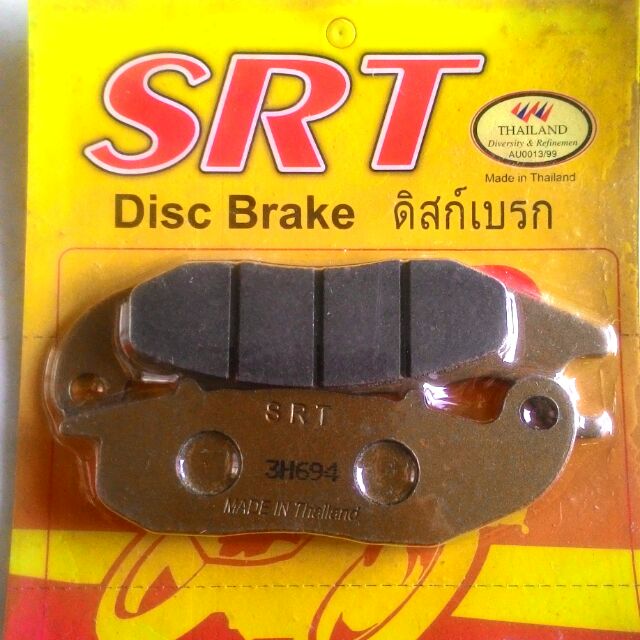 SRT
THAILAND
Diversity & Refinemen
AU0013/99
Made in Thailand
Disc Brake ดิสก์เบรก
SRT
3H694
MADE IN Thailand